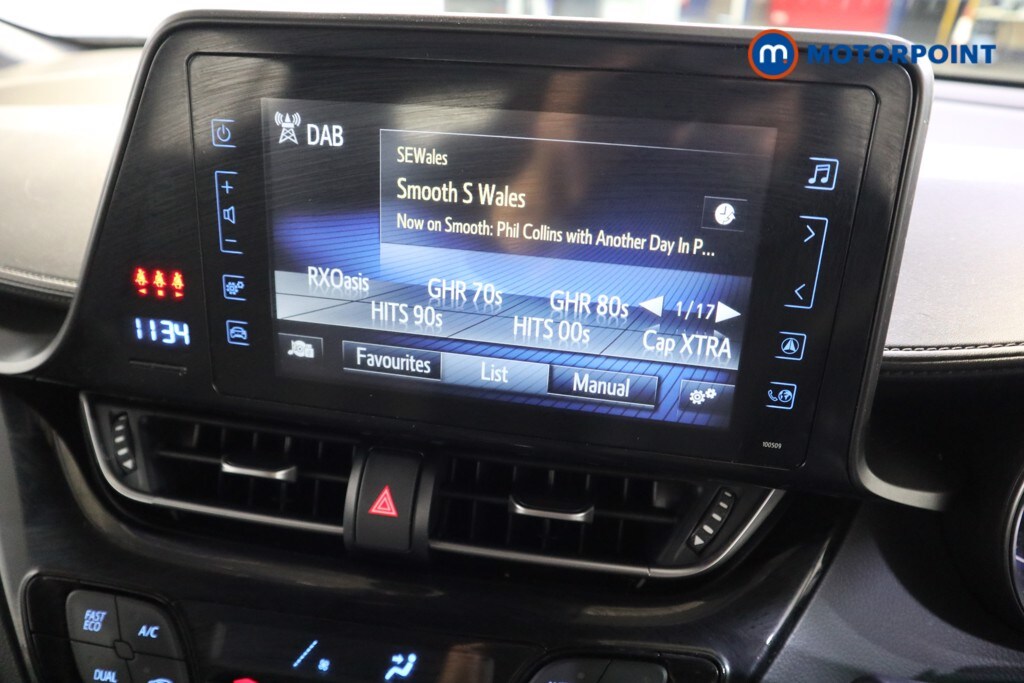 m MOTORPOINT
DAB
SEWales
Smooth S Wales
Now on Smooth: Phil Collins with Another Day In P...
RXOasis GHR 70s GHR 80s 1/17
HITS 90s HITS 00s Cap XTRA
Favourites List Manual
1134
100509
FAST ECO
A/C
DUAL